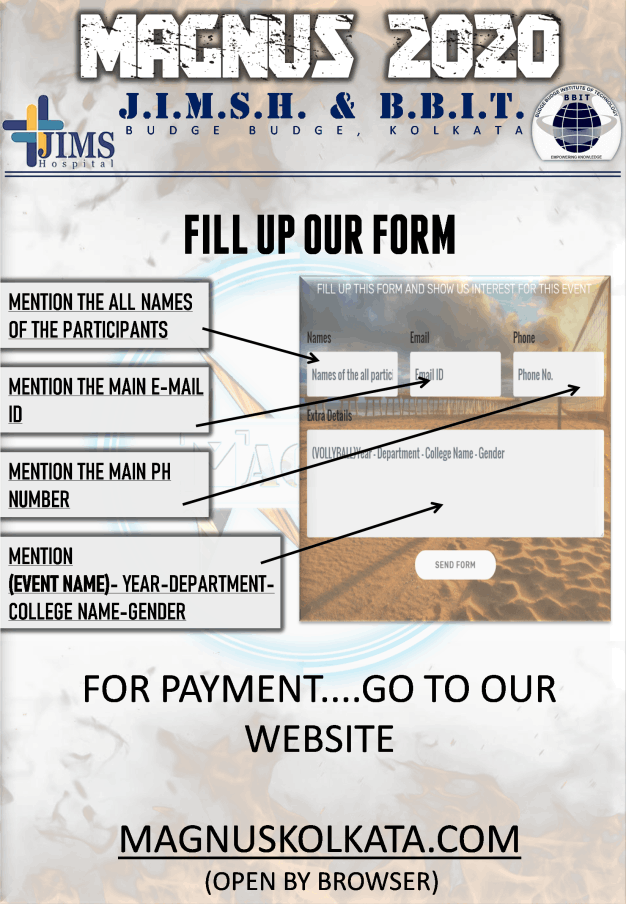 MAGNUS 2020
J.I.M.S.H. & B.B.I.T.
BUDGE BUDGE, KOLKATA
JIMS
Hospital
BUDGE BUDGE INSTITUTE OF TECHNOLOGY
BBIT
EMPOWERING KNOWLEDGE
FILL UP OUR FORM
MENTION THE ALL NAMES
OF THE PARTICIPANTS
MENTION THE MAIN E-MAIL
ID
MENTION THE MAIN PH
NUMBER
MENTION
(EVENT NAME)- YEAR-DEPARTMENT-
COLLEGE NAME-GENDER
FILL UP THIS FORM AND SHOW US INTEREST FOR THIS EVENT
Names Email Phone
Names of the all partic Email ID Phone No.
Extra Details
(VOLLYBALL)Year - Department - College Name - Gender
SEND FORM
FOR PAYMENT....GO TO OUR
WEBSITE
MAGNUSKOLKATA.COM
(OPEN BY BROWSER)